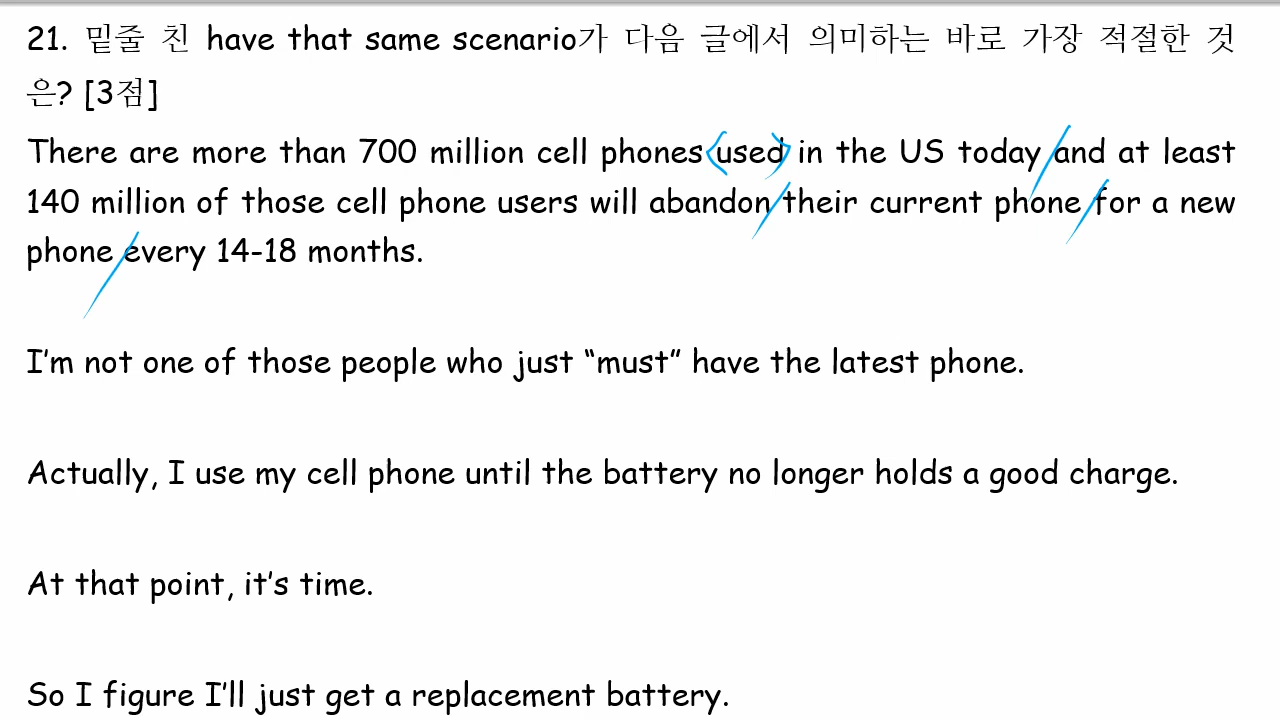 21. 밑줄 친 have that same scenario가 다음 글에서 의미하는 바로 가장 적절한 것
은? [3점]
There are more than 700 million cell phones used in the US today and at least
140 million of those cell phone users will abandon their current phone for a new
phone every 14-18 months.
I’m not one of those people who just “must” have the latest phone.
Actually, I use my cell phone until the battery no longer holds a good charge.
At that point, it’s time.
So I figure I’ll just get a replacement battery.